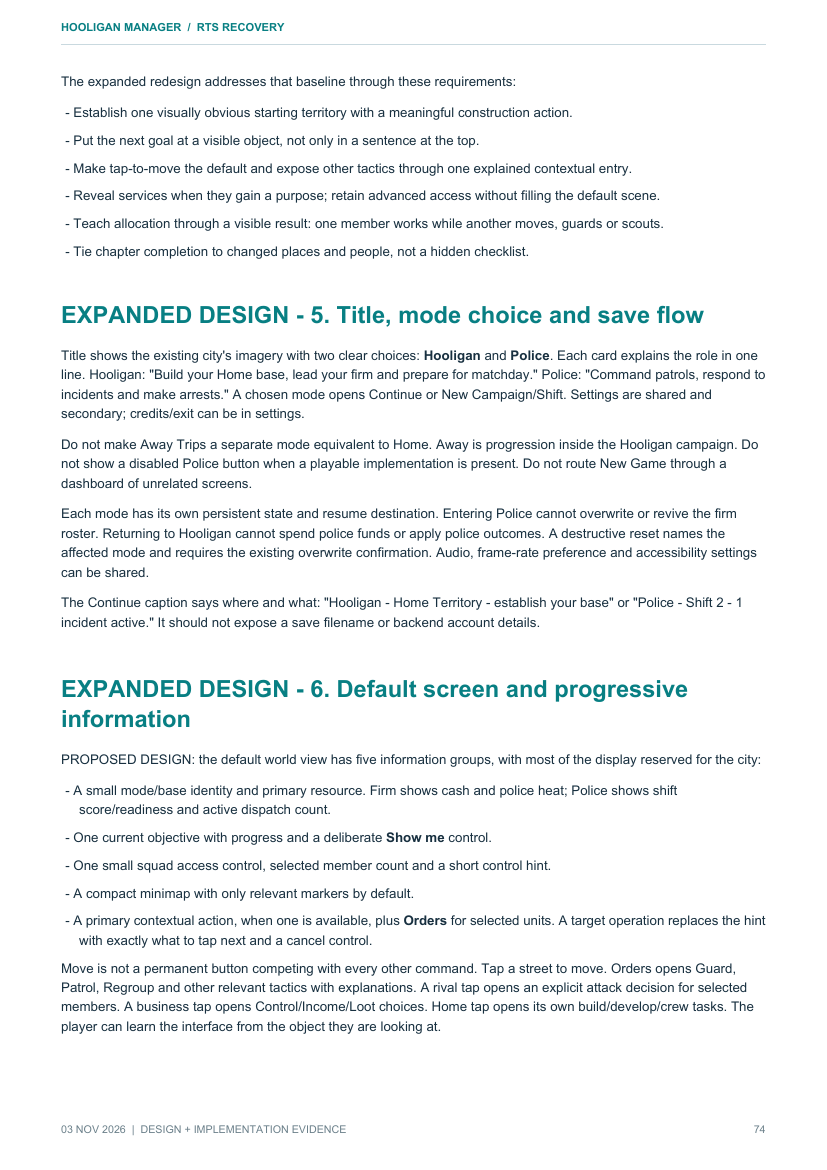 HOOLIGAN MANAGER / RTS RECOVERY
The expanded redesign addresses that baseline through these requirements:
- Establish one visually obvious starting territory with a meaningful construction action.
- Put the next goal at a visible object, not only in a sentence at the top.
- Make tap-to-move the default and expose other tactics through one explained contextual entry.
- Reveal services when they gain a purpose; retain advanced access without filling the default scene.
- Teach allocation through a visible result: one member works while another moves, guards or scouts.
- Tie chapter completion to changed places and people, not a hidden checklist.
EXPANDED DESIGN - 5. Title, mode choice and save flow
Title shows the existing city's imagery with two clear choices: Hooligan and Police. Each card explains the role in one
line. Hooligan: "Build your Home base, lead your firm and prepare for matchday." Police: "Command patrols, respond to
incidents and make arrests." A chosen mode opens Continue or New Campaign/Shift. Settings are shared and
secondary; credits/exit can be in settings.
Do not make Away Trips a separate mode equivalent to Home. Away is progression inside the Hooligan campaign. Do
not show a disabled Police button when a playable implementation is present. Do not route New Game through a
dashboard of unrelated screens.
Each mode has its own persistent state and resume destination. Entering Police cannot overwrite or revive the firm
roster. Returning to Hooligan cannot spend police funds or apply police outcomes. A destructive reset names the
affected mode and requires the existing overwrite confirmation. Audio, frame-rate preference and accessibility settings
can be shared.
The Continue caption says where and what: "Hooligan - Home Territory - establish your base" or "Police - Shift 2 - 1
incident active." It should not expose a save filename or backend account details.
EXPANDED DESIGN - 6. Default screen and progressive
information
PROPOSED DESIGN: the default world view has five information groups, with most of the display reserved for the city:
- A small mode/base identity and primary resource. Firm shows cash and police heat; Police shows shift
score/readiness and active dispatch count.
- One current objective with progress and a deliberate Show me control.
- One small squad access control, selected member count and a short control hint.
- A compact minimap with only relevant markers by default.
- A primary contextual action, when one is available, plus Orders for selected units. A target operation replaces the hint
with exactly what to tap next and a cancel control.
Move is not a permanent button competing with every other command. Tap a street to move. Orders opens Guard,
Patrol, Regroup and other relevant tactics with explanations. A rival tap opens an explicit attack decision for selected
members. A business tap opens Control/Income/Loot choices. Home tap opens its own build/develop/crew tasks. The
player can learn the interface from the object they are looking at.
03 NOV 2026 | DESIGN + IMPLEMENTATION EVIDENCE
74